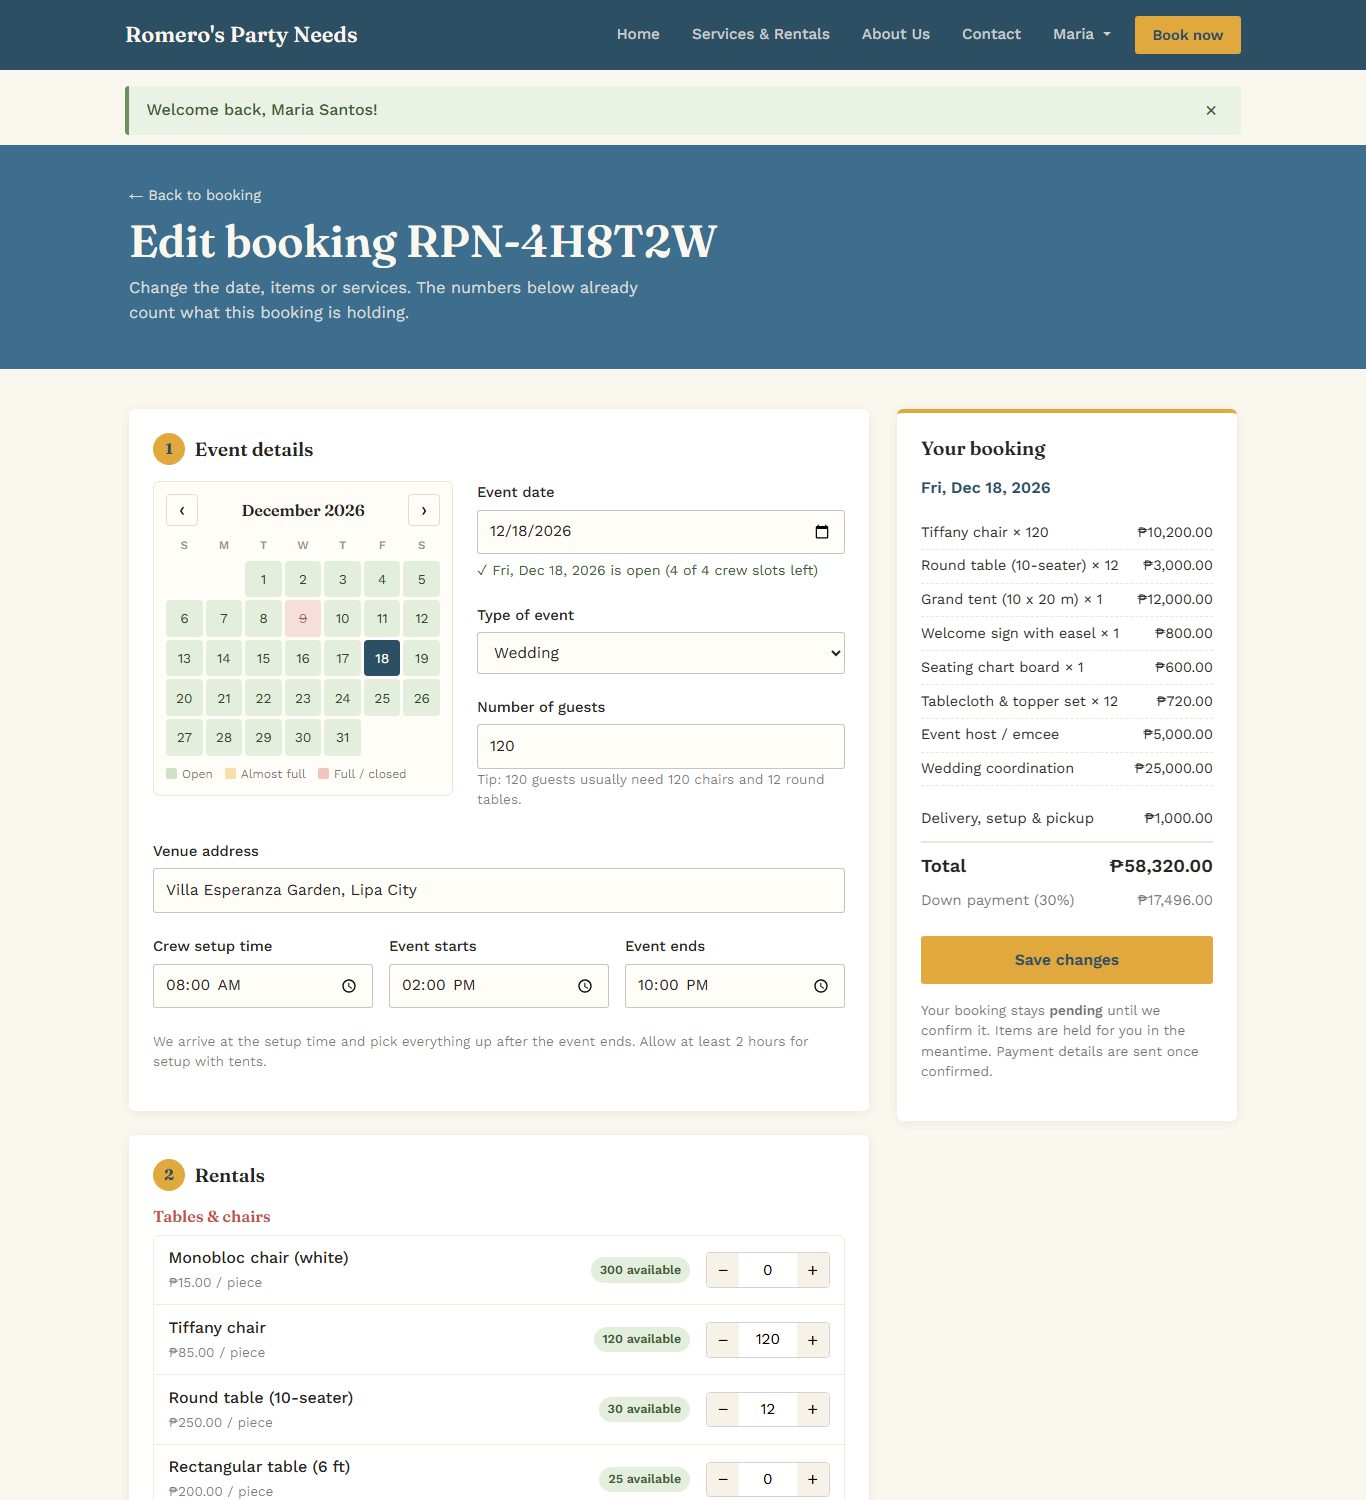 Romero's Party Needs
Home
Services & Rentals
About Us
Contact
Maria
Book now
Welcome back, Maria Santos!
×
← Back to booking
Edit booking RPN-4H8T2W
Change the date, items or services. The numbers below already
count what this booking is holding.
1 Event details
‹ December 2026 ›
S M T W T F S
1 2 3 4 5
6 7 8 9 10 11 12
13 14 15 16 17 18 19
20 21 22 23 24 25 26
27 28 29 30 31
Open Almost full Full / closed
Event date
12/18/2026
✓ Fri, Dec 18, 2026 is open (4 of 4 crew slots left)
Type of event
Wedding
Number of guests
120
Tip: 120 guests usually need 120 chairs and 12 round
tables.
Venue address
Villa Esperanza Garden, Lipa City
Crew setup time Event starts Event ends
08:00 AM 02:00 PM 10:00 PM
We arrive at the setup time and pick everything up after the event ends. Allow at least 2 hours for
setup with tents.
Your booking
Fri, Dec 18, 2026
Tiffany chair × 120 ₱10,200.00
Round table (10-seater) × 12 ₱3,000.00
Grand tent (10 x 20 m) × 1 ₱12,000.00
Welcome sign with easel × 1 ₱800.00
Seating chart board × 1 ₱600.00
Tablecloth & topper set × 12 ₱720.00
Event host / emcee ₱5,000.00
Wedding coordination ₱25,000.00
Delivery, setup & pickup ₱1,000.00
Total ₱58,320.00
Down payment (30%) ₱17,496.00
Save changes
Your booking stays pending until we
confirm it. Items are held for you in the
meantime. Payment details are sent once
confirmed.
2 Rentals
Tables & chairs
Monobloc chair (white)
₱15.00 / piece
300 available − 0 +
Tiffany chair
₱85.00 / piece
120 available − 120 +
Round table (10-seater)
₱250.00 / piece
30 available − 12 +
Rectangular table (6 ft)
₱200.00 / piece
25 available − 0 +